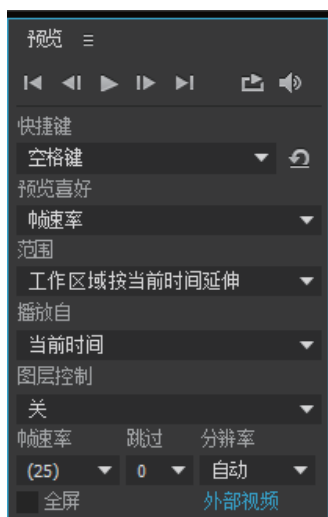 预览
快捷键
空格键
预览喜好
帧速率
范围
工作区域按当前时间延伸
播放自
当前时间
图层控制
关
帧速率 跳过 分辨率
(25) 0 自动
全屏 外部视频